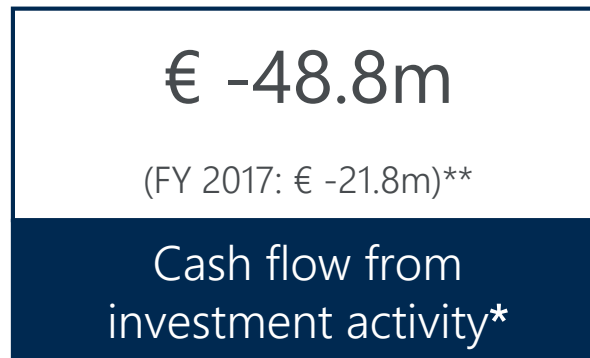 € -48.8m
(FY 2017: € -21.8m)**
Cash flow from
investment activity*